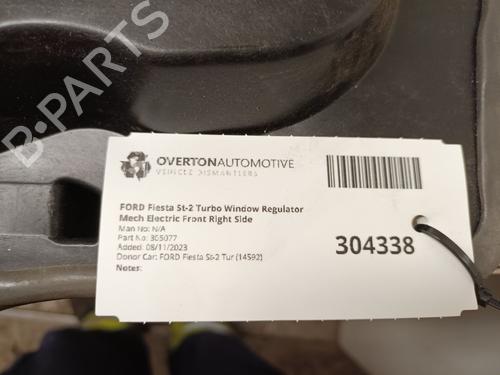 B-PARTS
OVERTONAUTOMOTIVE
VEHICLE DISMANTLERS
FORD Fiesta St-2 Turbo Window Regulator
Mech Electric Front Right Side
Man No: N/A
Part No: 365077
Added: 08/11/2023
Donor Car: FORD Fiesta St-2 Tur (14592)
Notes:
304338